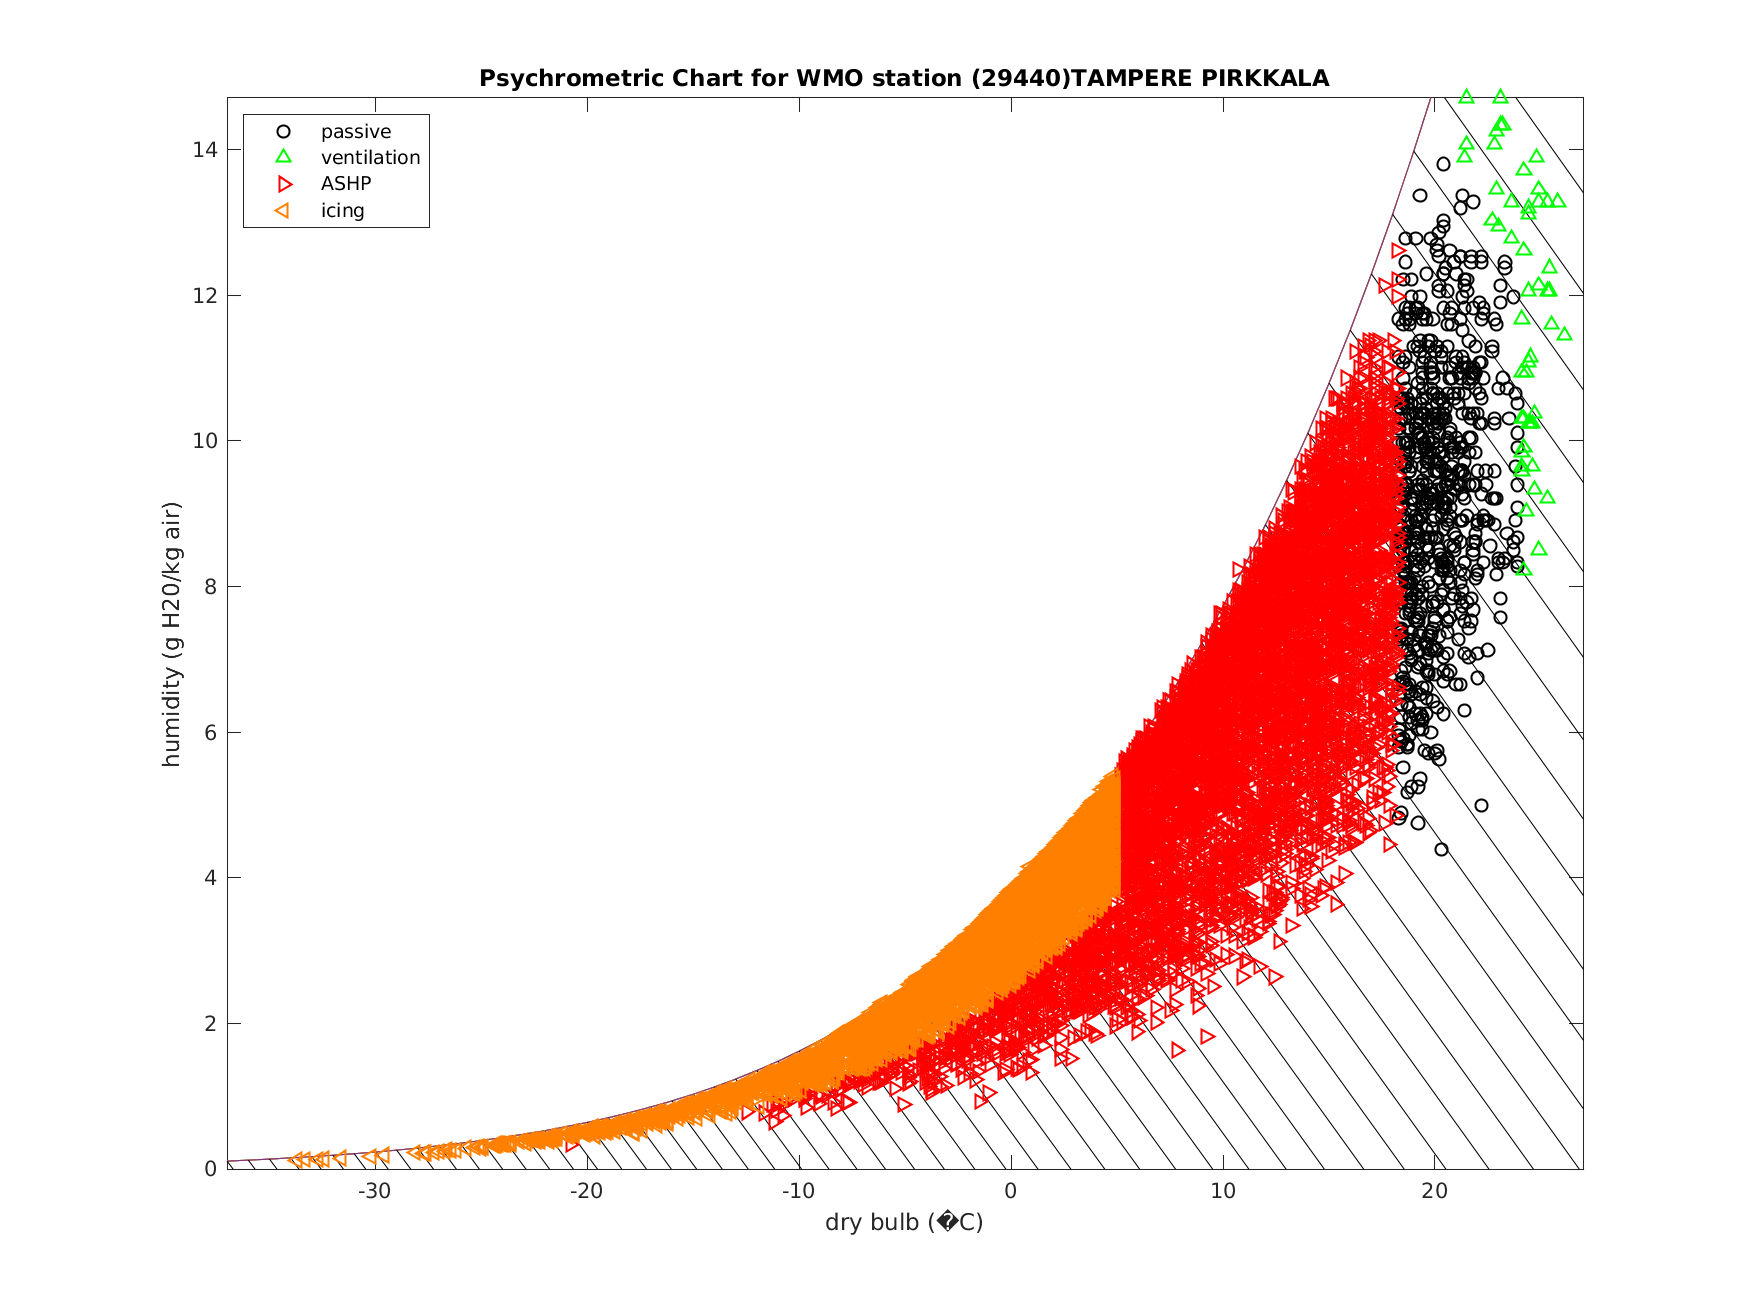 Psychrometric Chart for WMO station (29440)TAMPERE PIRKKALA
passive
ventilation
ASHP
icing
humidity (g H20/kg air)
14
12
10
8
6
4
2
0
-30
-20
-10
0
10
20
dry bulb (�C)